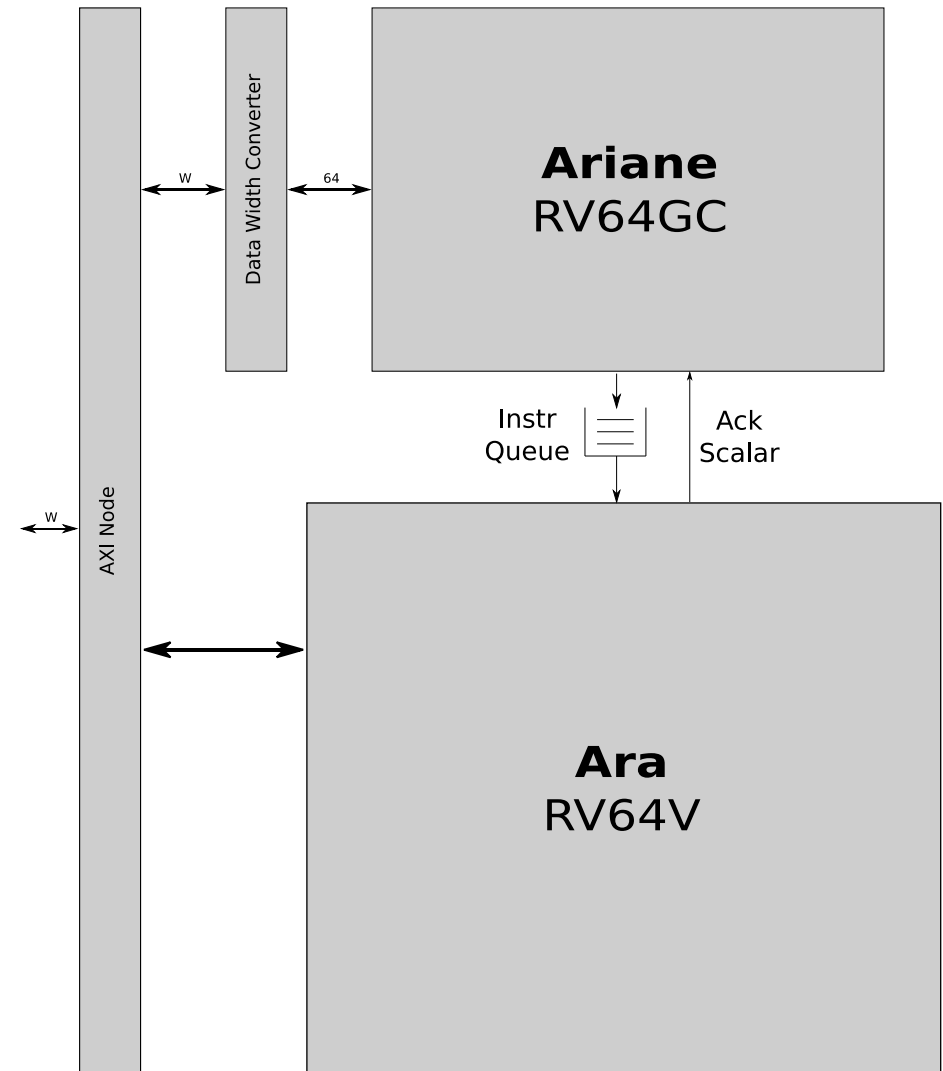 Data Width Converter
Ariane
RV64GC
W
64
Instr
Queue
Ack
Scalar
AXI Node
W
Ara
RV64V